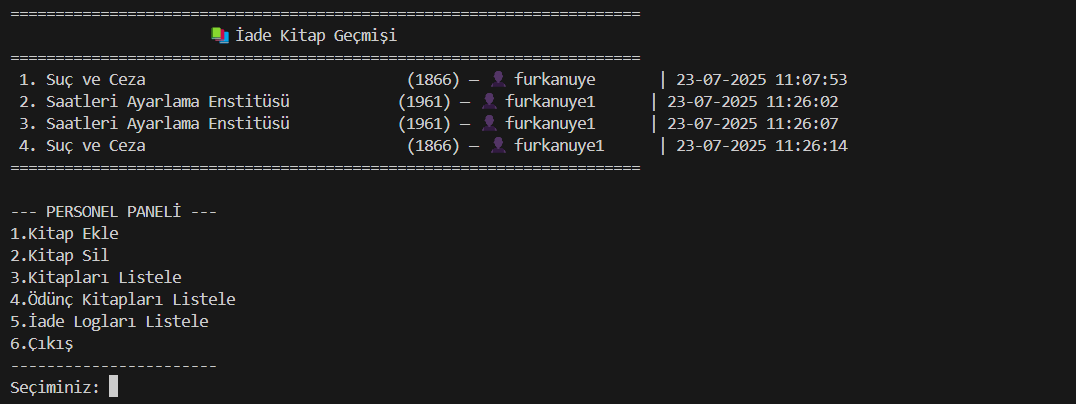 ======================================================================
📚 İade Kitap Geçmişi
======================================================================
1. Suç ve Ceza (1866) — 👤 furkanuye | 23-07-2025 11:07:53
2. Saatleri Ayarlama Enstitüsü (1961) — 👤 furkanuye1 | 23-07-2025 11:26:02
3. Saatleri Ayarlama Enstitüsü (1961) — 👤 furkanuye1 | 23-07-2025 11:26:07
4. Suç ve Ceza (1866) — 👤 furkanuye1 | 23-07-2025 11:26:14
======================================================================
--- PERSONEL PANELİ ---
1.Kitap Ekle
2.Kitap Sil
3.Kitapları Listele
4.Ödünç Kitapları Listele
5.İade Logları Listele
6.Çıkış
-----------------------
Seçiminiz: